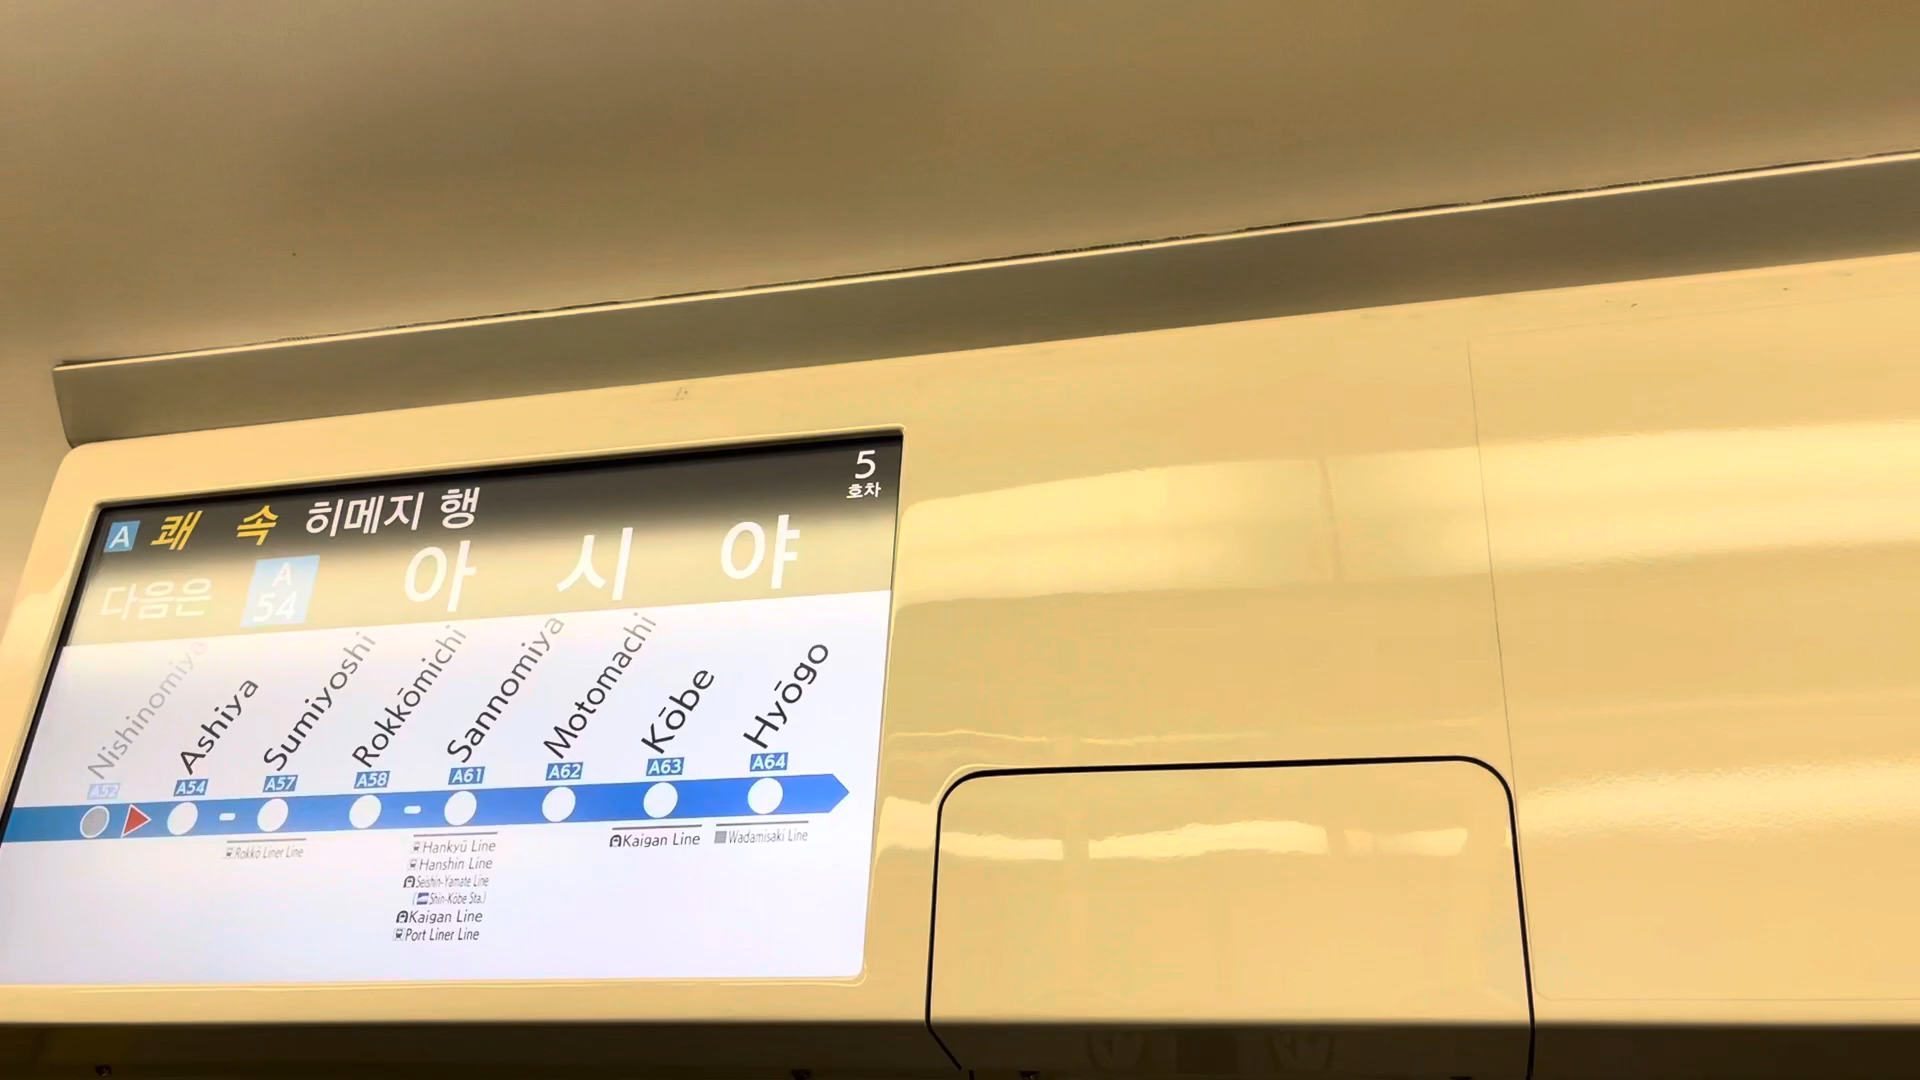 A 쾌 속 히메지 행
5
호차
다음은 A 54 아 시 야
Nishinomiya Ashiya Sumiyoshi Rokkōmichi Sannomiya Motomachi Kōbe Hyōgo
A52 A54 A57 A58 A61 A62 A63 A64
Rokkō Liner Line
Hankyū Line
Hanshin Line
Seishin-Yamate Line
(Shin-Kōbe Sta.)
Kaigan Line
Port Liner Line
Kaigan Line
Wadamisaki Line